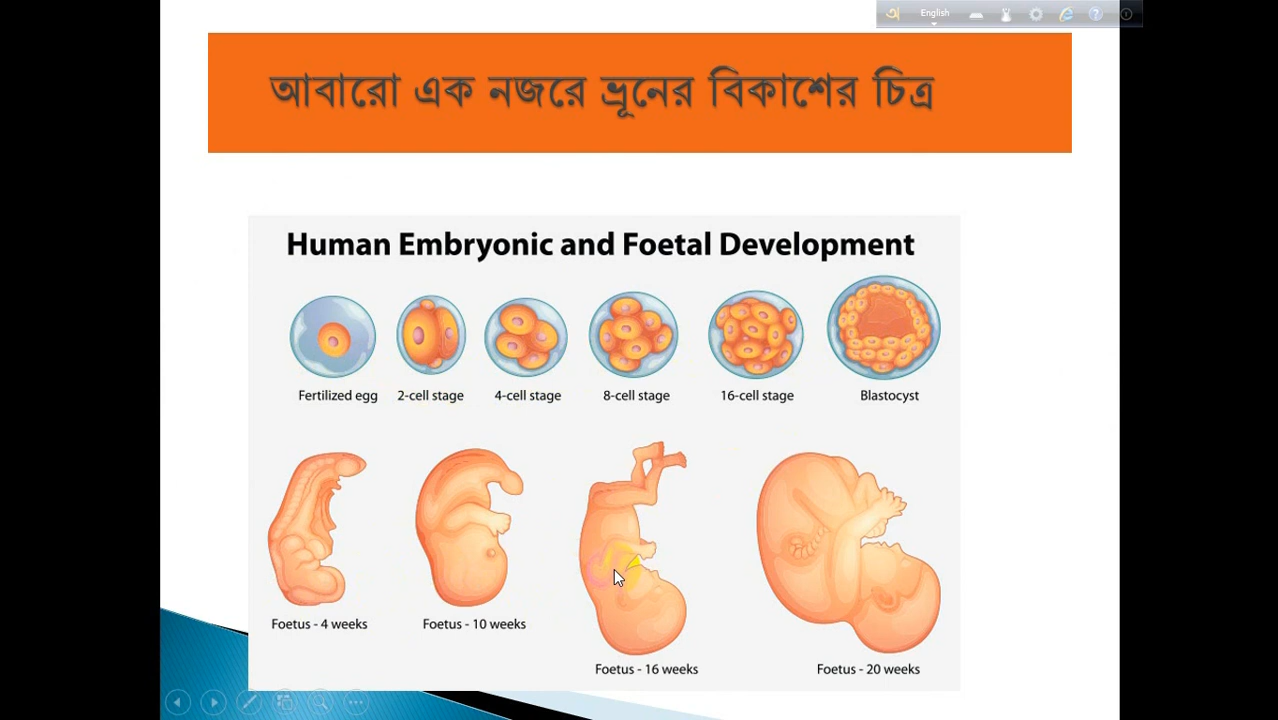 English
আবারো এক নজরে ভ্রূনের বিকাশের চিত্র
Human Embryonic and Foetal Development
Fertilized egg 2-cell stage 4-cell stage 8-cell stage 16-cell stage Blastocyst
Foetus - 4 weeks Foetus - 10 weeks
Foetus - 16 weeks Foetus - 20 weeks